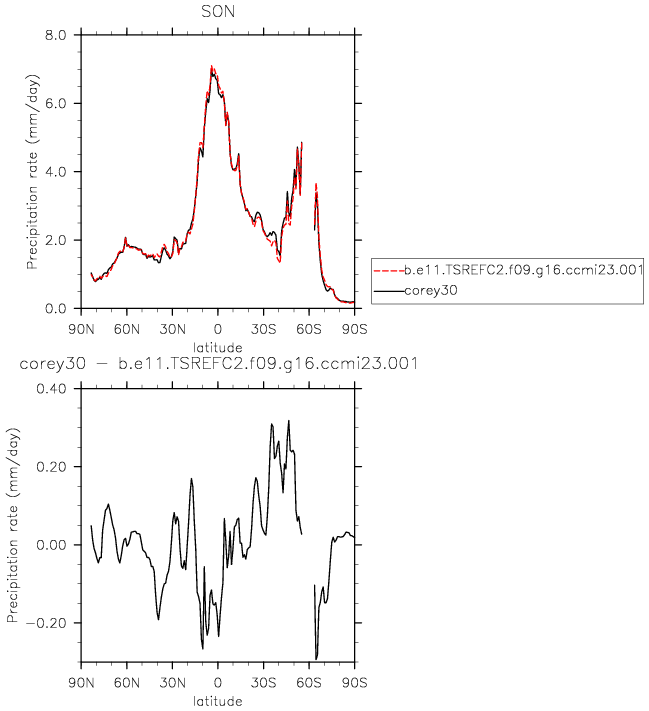 SON
8.0
6.0
4.0
2.0
0.0
Precipitation rate (mm/day)
90N 60N 30N 0 30S 60S 90S
latitude
b.e11.TSREFC2.f09.g16.ccmi23.001
corey30
corey30 − b.e11.TSREFC2.f09.g16.ccmi23.001
0.40
0.20
0.00
−0.20
Precipitation rate (mm/day)
90N 60N 30N 0 30S 60S 90S
latitude